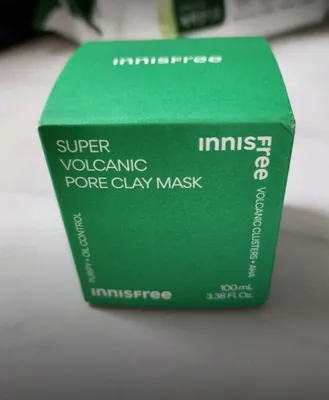 INNISFREE
SUPER
VOLCANIC
PORE CLAY MASK
INNISFREE
VOLCANIC CLUSTERS + AHA
PURIFY + OIL CONTROL
INNISFREE
100 mL
3.38 Fl. Oz.